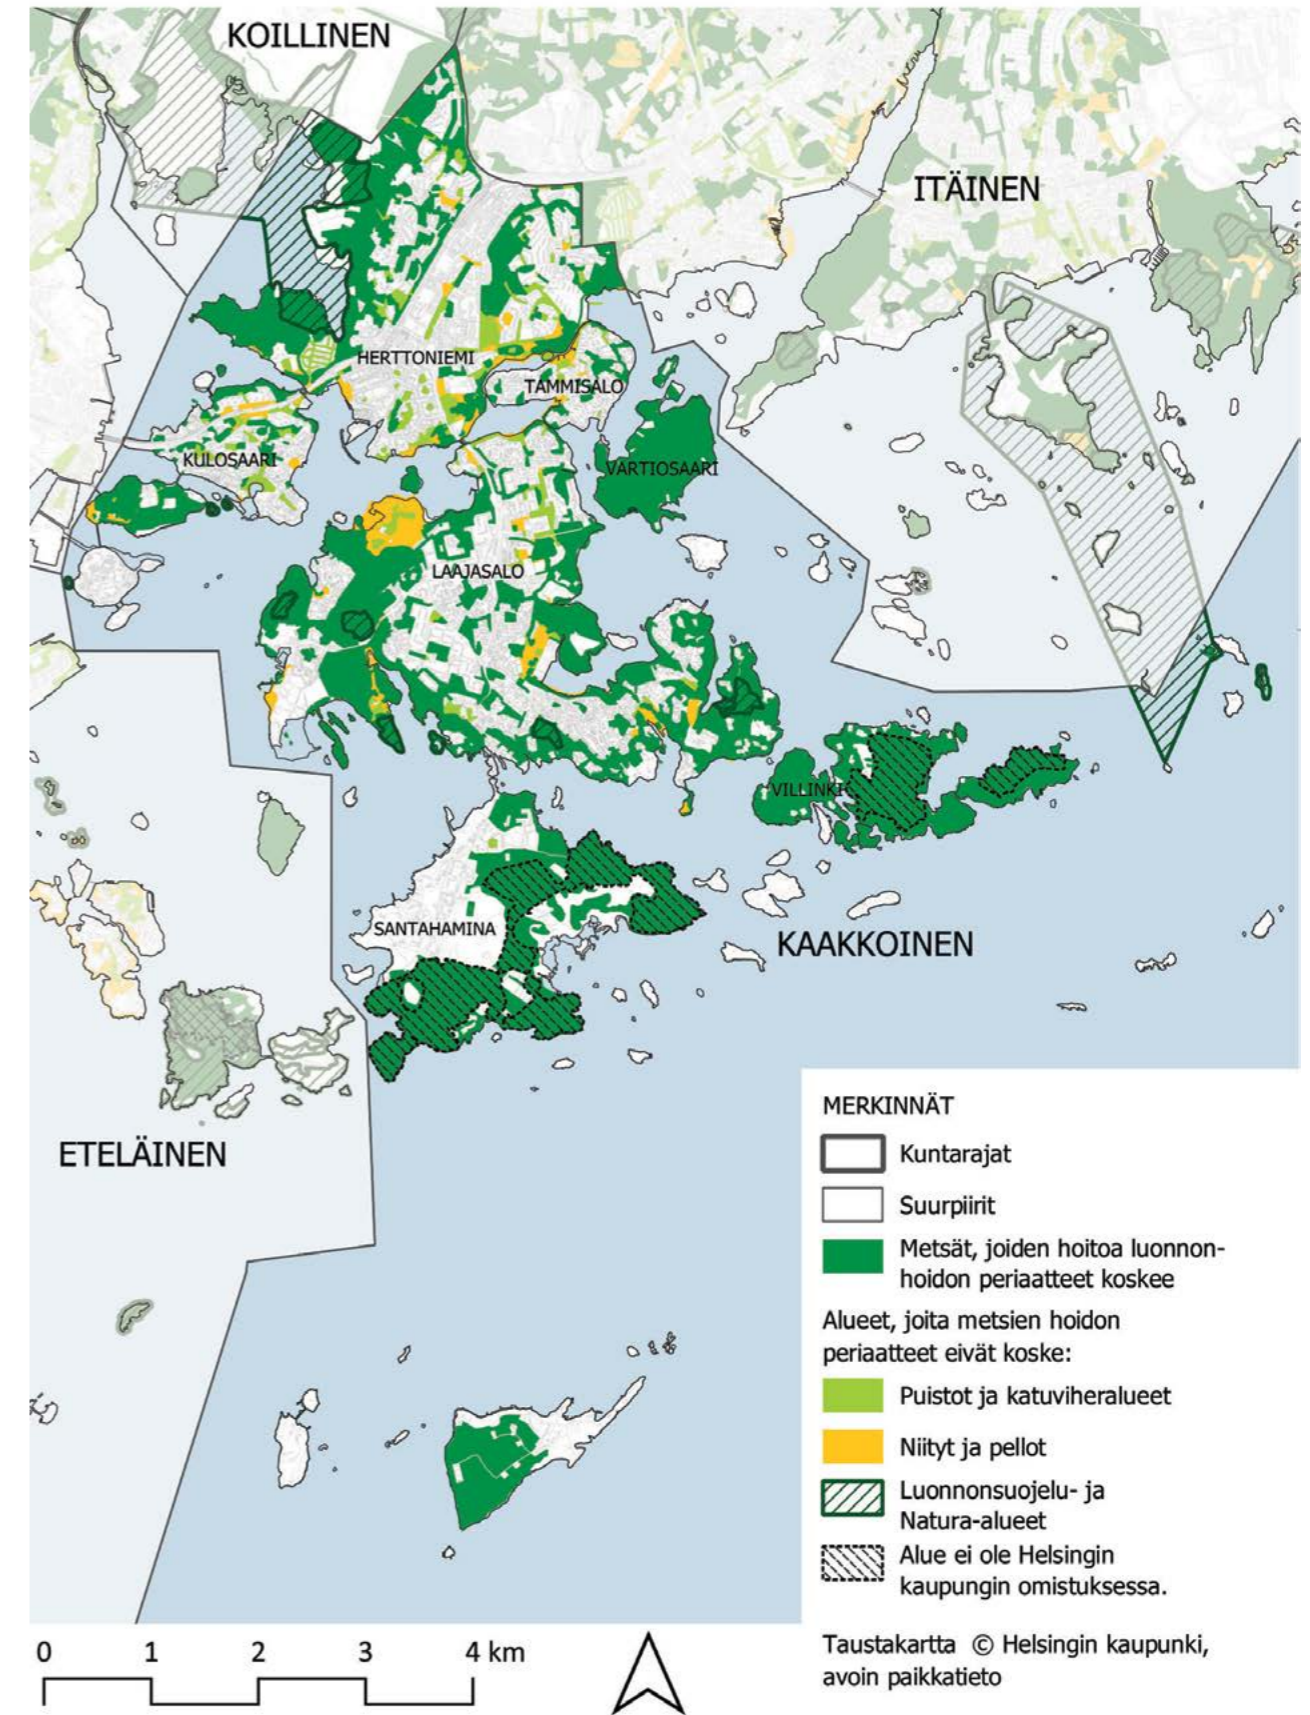 KOILLINEN
ITÄINEN
HERTTONIEMI
TAMMISALO
KULOSAARI
VARTIOSAARI
LAAJASALO
VILLINKI
SANTAHAMINA
KAAKKOINEN
ETELÄINEN
MERKINNÄT
Kuntarajat
Suurpiirit
Metsät, joiden hoitoa luonnon-
hoidon periaatteet koskee
Alueet, joita metsien hoidon
periaatteet eivät koske:
Puistot ja katuviheralueet
Niityt ja pellot
Luonnonsuojelu- ja
Natura-alueet
Alue ei ole Helsingin
kaupungin omistuksessa.
Taustakartta © Helsingin kaupunki,
avoin paikkatieto
0 1 2 3 4 km